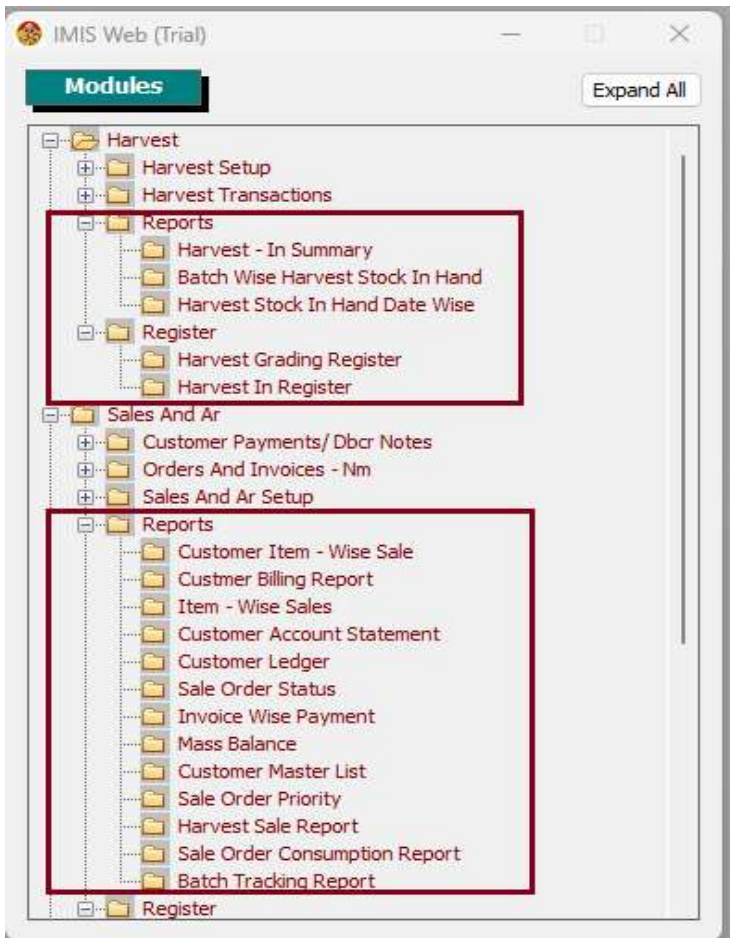 IMIS Web (Trial)
Modules
Expand All
Harvest
Harvest Setup
Harvest Transactions
Reports
Harvest - In Summary
Batch Wise Harvest Stock In Hand
Harvest Stock In Hand Date Wise
Register
Harvest Grading Register
Harvest In Register
Sales And Ar
Customer Payments/ Dbcr Notes
Orders And Invoices - Nm
Sales And Ar Setup
Reports
Customer Item - Wise Sale
Custmer Billing Report
Item - Wise Sales
Customer Account Statement
Customer Ledger
Sale Order Status
Invoice Wise Payment
Mass Balance
Customer Master List
Sale Order Priority
Harvest Sale Report
Sale Order Consumption Report
Batch Tracking Report
Register